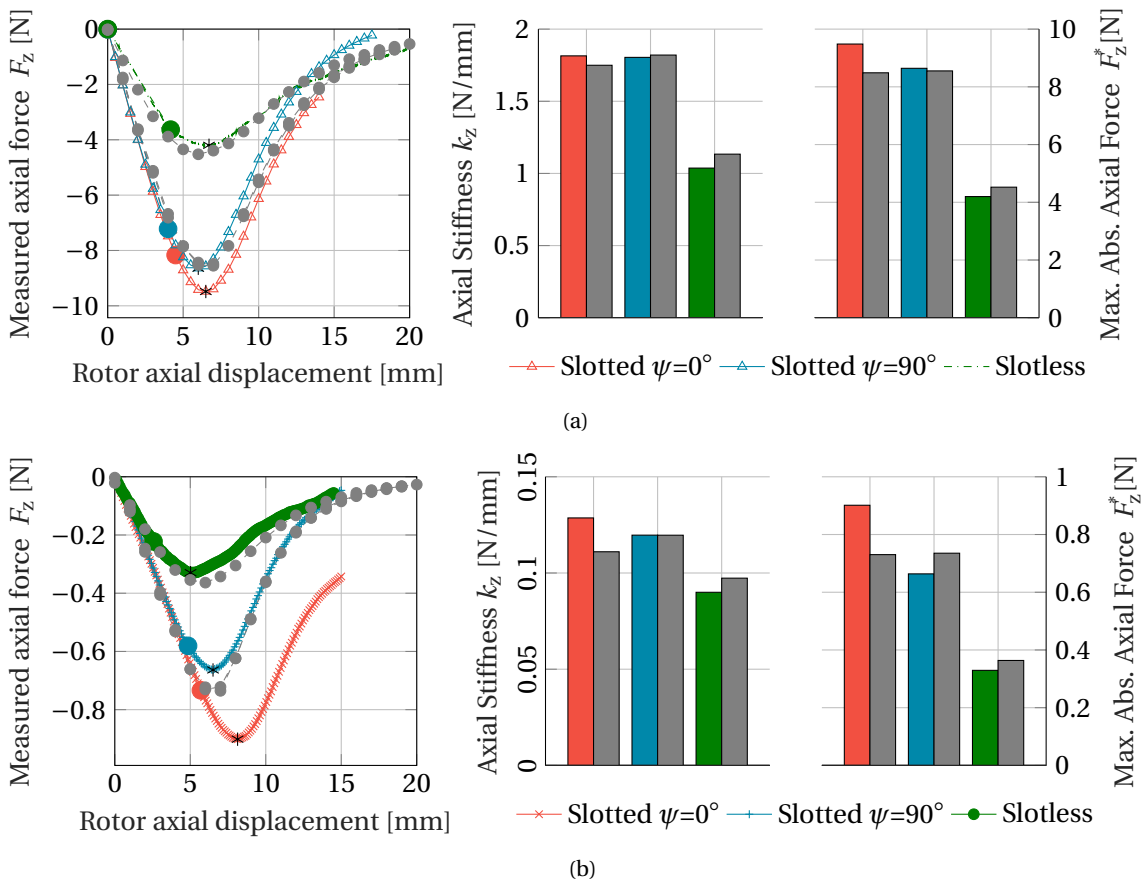 Measured axial force F_z [N]
0
−2
−4
−6
−8
−10
0 5 10 15 20
Rotor axial displacement [mm]
Axial Stiffness k_z [N/mm]
2
1.5
1
0.5
0
10
8
6
4
2
0
Max. Abs. Axial Force F_z^* [N]
Slotted ψ=0° Slotted ψ=90° Slotless
(a)
Measured axial force F_z [N]
0
−0.2
−0.4
−0.6
−0.8
0 5 10 15 20
Rotor axial displacement [mm]
Axial Stiffness k_z [N/mm]
0.15
0.1
0.05
0
1
0.8
0.6
0.4
0.2
0
Max. Abs. Axial Force F_z^* [N]
Slotted ψ=0° Slotted ψ=90° Slotless
(b)